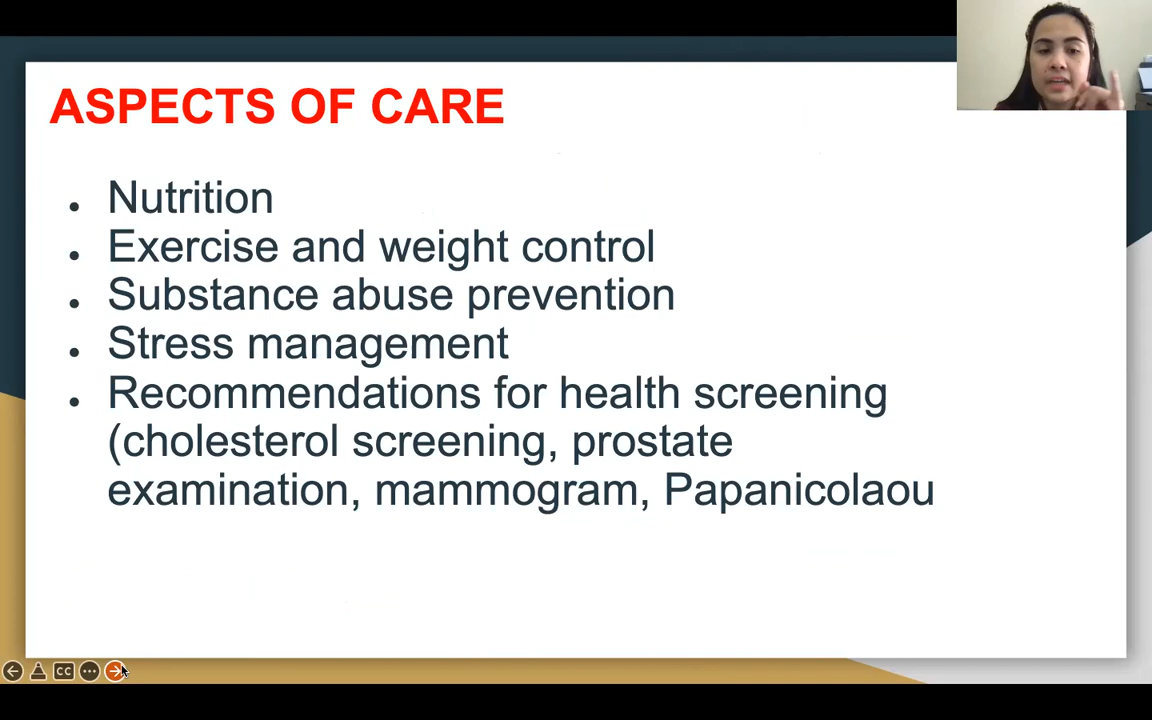 ASPECTS OF CARE
• Nutrition
• Exercise and weight control
• Substance abuse prevention
• Stress management
• Recommendations for health screening
(cholesterol screening, prostate
examination, mammogram, Papanicolaou
CC